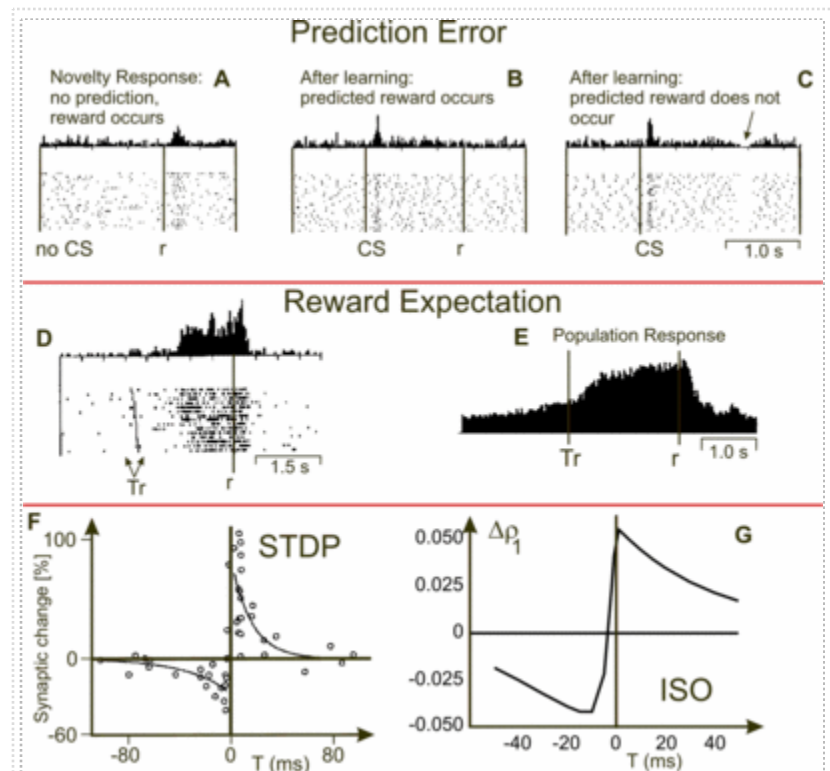 Prediction Error
Novelty Response:
no prediction,
reward occurs
A
After learning:
predicted reward occurs
B
After learning:
predicted reward does not
occur
C
no CS
r
CS
r
CS
1.0 s
Reward Expectation
D
Tr
r
1.5 s
E
Population Response
Tr
r
1.0 s
F
STDP
Synaptic change [%]
100
0
-60
-80
0
80
T (ms)
G
Δρ1
0.050
0.025
0
-0.025
-0.050
ISO
-40
-20
0
20
40
T (ms)